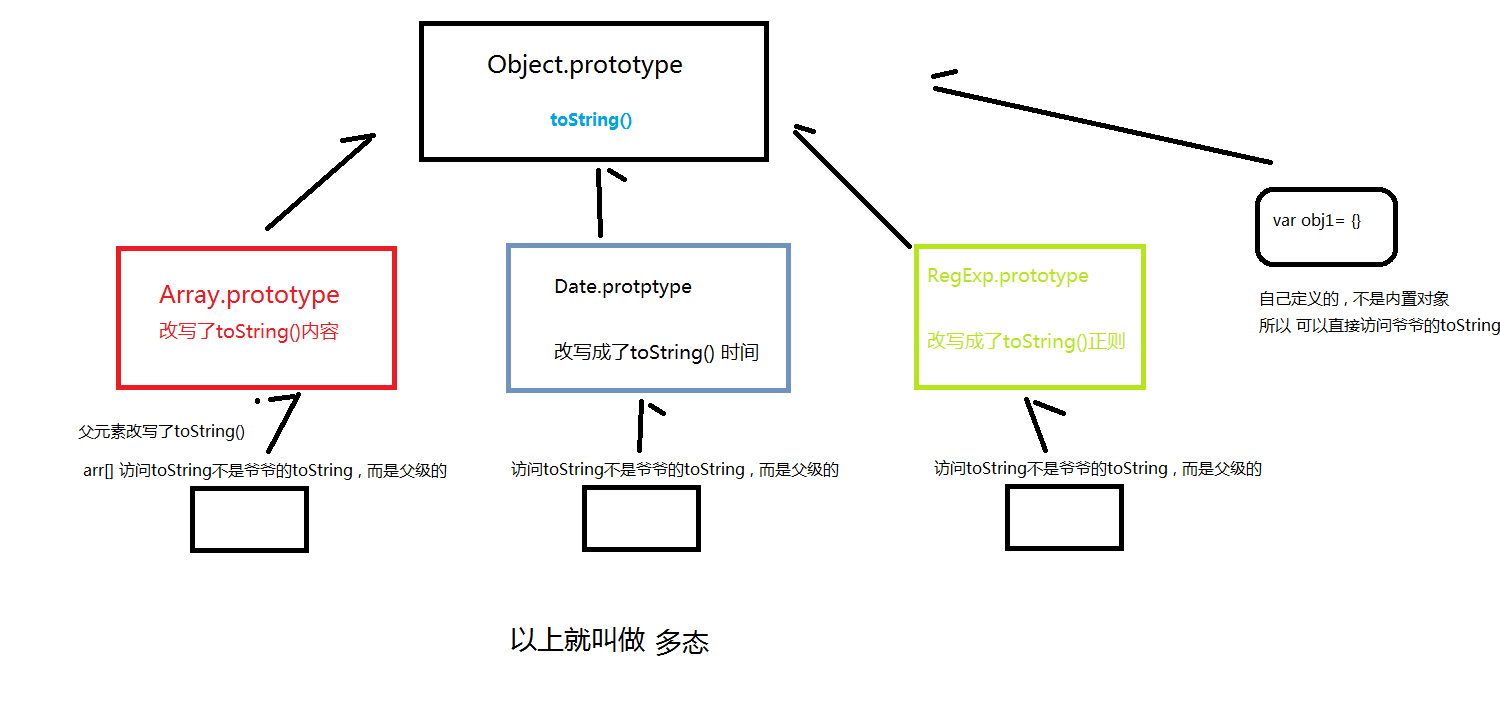 Object.prototype
toString()
var obj1= {}
自己定义的 , 不是内置对象
所以 可以直接访问爷爷的toString
Array.prototype
改写了toString()内容
Date.protptype
改写成了toString() 时间
RegExp.prototype
改写成了toString()正则
父元素改写了toString()
arr[] 访问toString不是爷爷的toString , 而是父级的
访问toString不是爷爷的toString , 而是父级的
访问toString不是爷爷的toString , 而是父级的
以上就叫做 多态